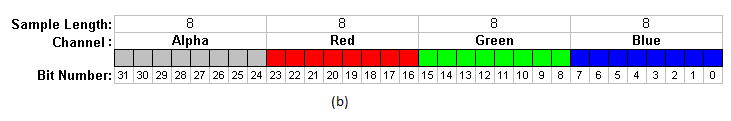 Sample Length: 8 8 8 8
Channel : Alpha Red Green Blue
Bit Number: 31 30 29 28 27 26 25 24 23 22 21 20 19 18 17 16 15 14 13 12 11 10 9 8 7 6 5 4 3 2 1 0
(b)